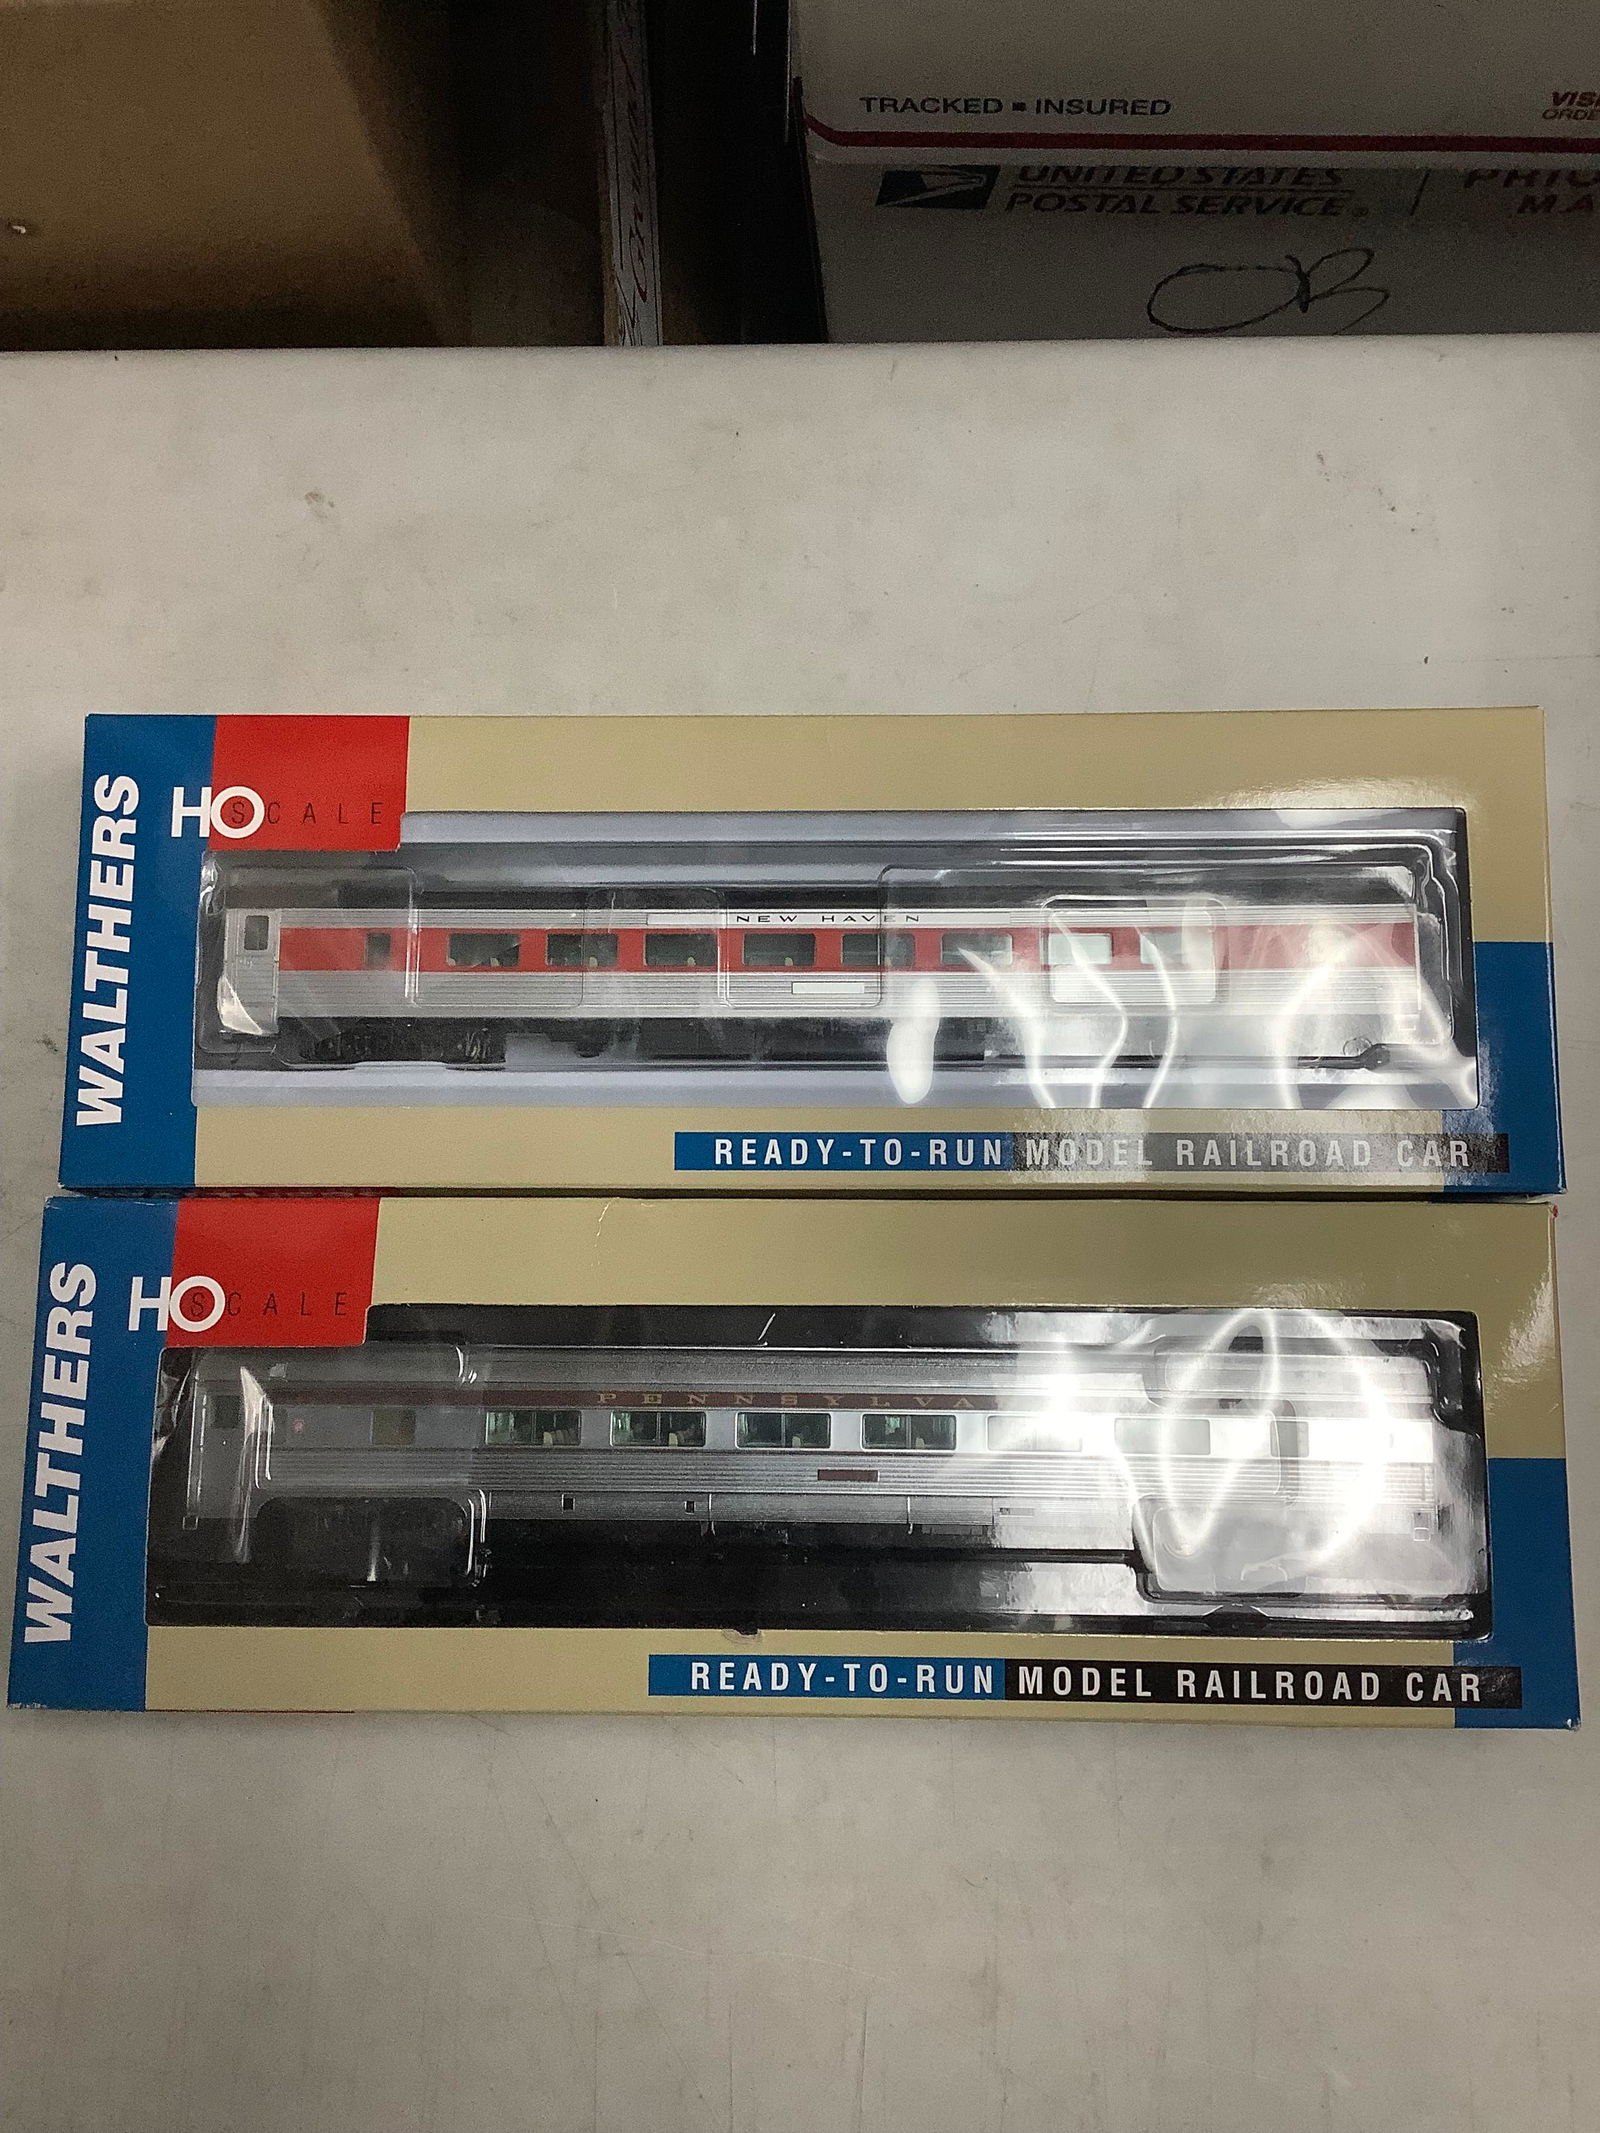 TRACKED ▪ INSURED
UNITED STATES
POSTAL SERVICE®
WALTHERS
HO SCALE
NEW HAVEN
READY-TO-RUN MODEL RAILROAD CAR
WALTHERS
HO SCALE
PENNSYLVA
READY-TO-RUN MODEL RAILROAD CAR